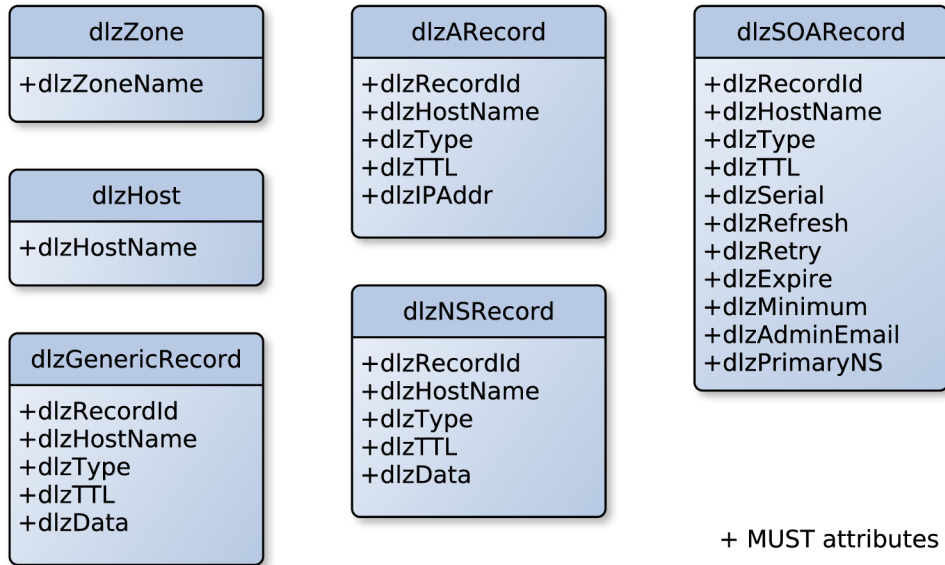 dlzZone
+dlzZoneName
dlzHost
+dlzHostName
dlzGenericRecord
+dlzRecordId
+dlzHostName
+dlzType
+dlzTTL
+dlzData
dlzARecord
+dlzRecordId
+dlzHostName
+dlzType
+dlzTTL
+dlzIPAddr
dlzNSRecord
+dlzRecordId
+dlzHostName
+dlzType
+dlzTTL
+dlzData
dlzSOARecord
+dlzRecordId
+dlzHostName
+dlzType
+dlzTTL
+dlzSerial
+dlzRefresh
+dlzRetry
+dlzExpire
+dlzMinimum
+dlzAdminEmail
+dlzPrimaryNS
+ MUST attributes